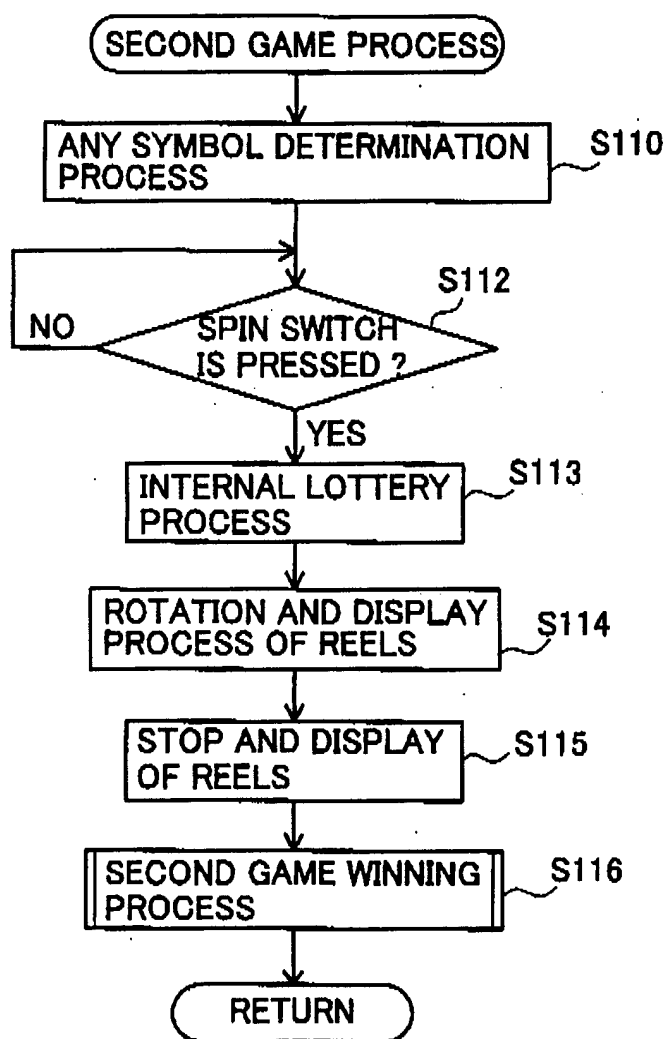 SECOND GAME PROCESS
ANY SYMBOL DETERMINATION
PROCESS
S110
S112
NO
SPIN SWITCH
IS PRESSED ?
YES
S113
INTERNAL LOTTERY
PROCESS
ROTATION AND DISPLAY
PROCESS OF REELS
S114
STOP AND DISPLAY
OF REELS
S115
SECOND GAME WINNING
PROCESS
S116
RETURN